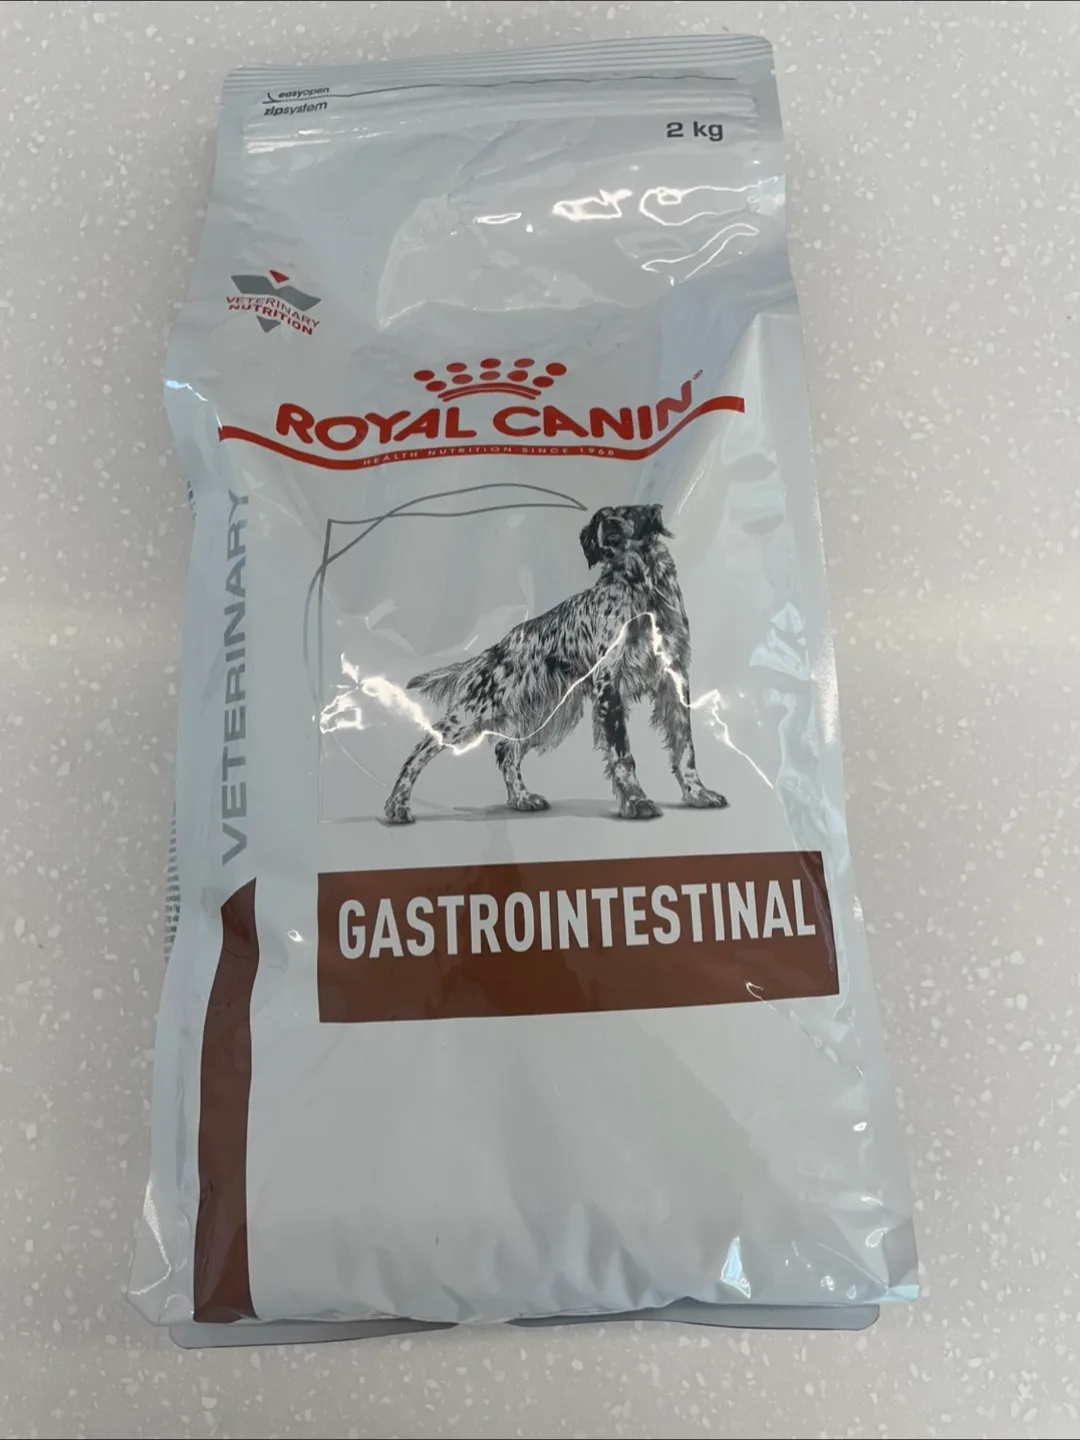 easyopen
zipsystem
2 kg
VETERINARY
NUTRITION
ROYAL CANIN®
HEALTH NUTRITION SINCE 1968
VETERINARY
GASTROINTESTINAL